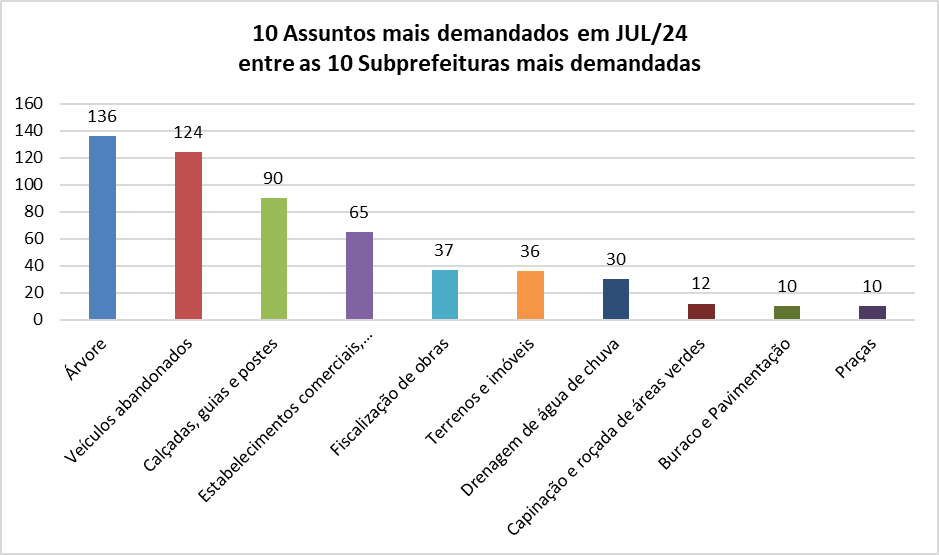 10 Assuntos mais demandados em JUL/24
entre as 10 Subprefeituras mais demandadas
160
140
120
100
80
60
40
20
0
136
124
90
65
37
36
30
12
10
10
Árvore
Veículos abandonados
Calçadas, guias e postes
Estabelecimentos comerciais,...
Fiscalização de obras
Terrenos e imóveis
Drenagem de água de chuva
Capinação e roçada de áreas verdes
Buraco e Pavimentação
Praças